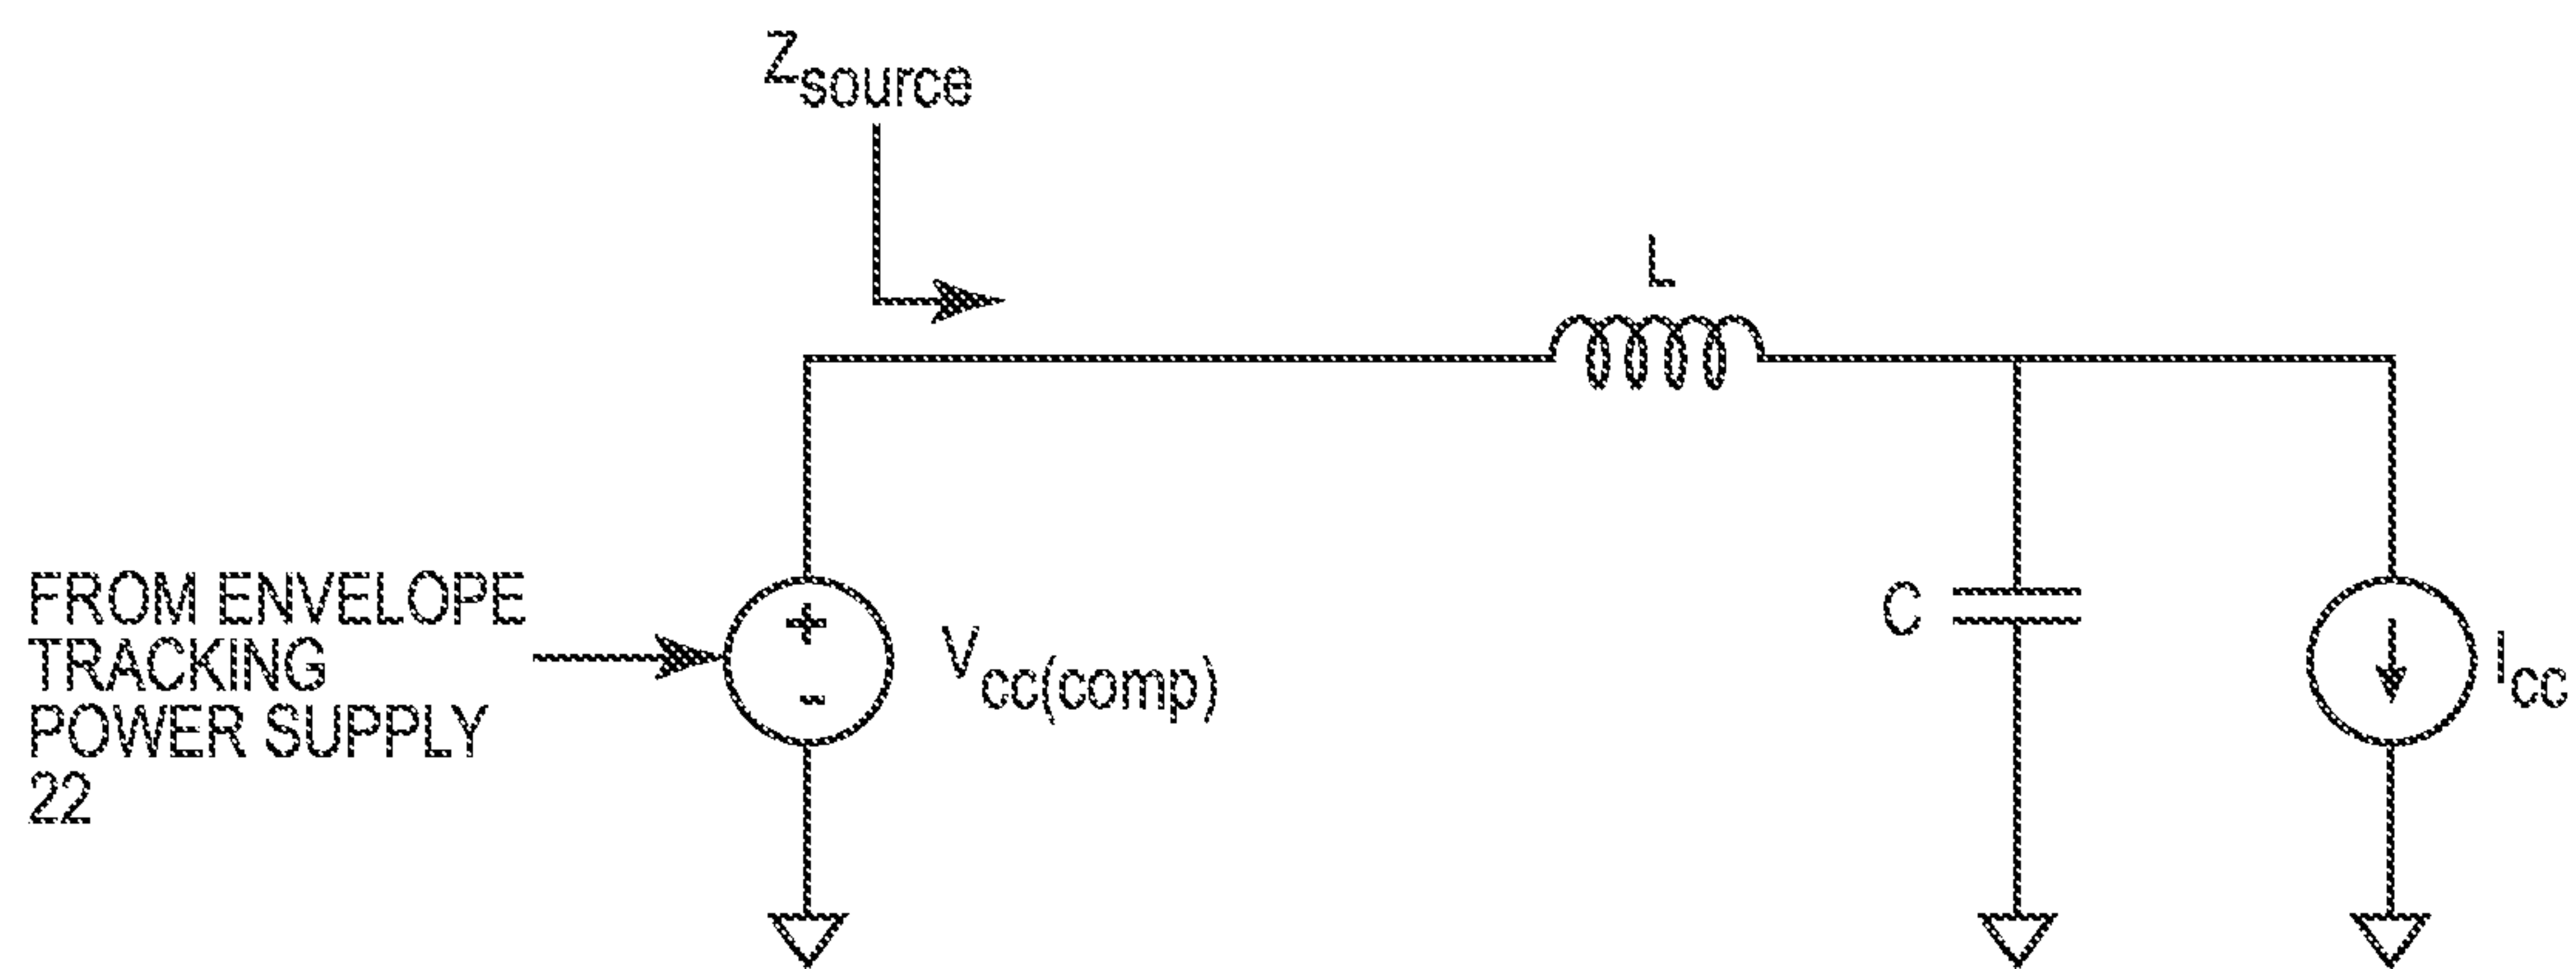 Zsource
L
FROM ENVELOPE
TRACKING
POWER SUPPLY
22
+
-
Vcc(comp)
C
Icc